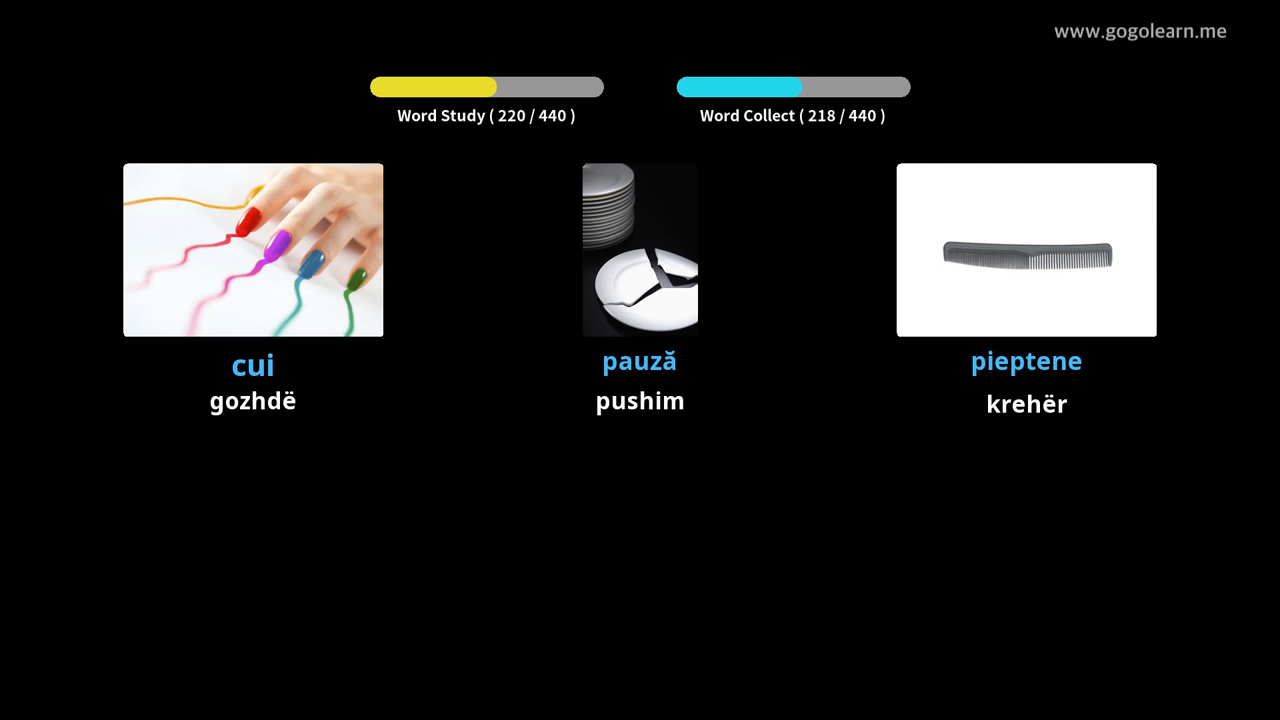 www.gogolearn.me
Word Study ( 220 / 440 )
Word Collect ( 218 / 440 )
cui
gozhdë
pauză
pushim
pieptene
krehër